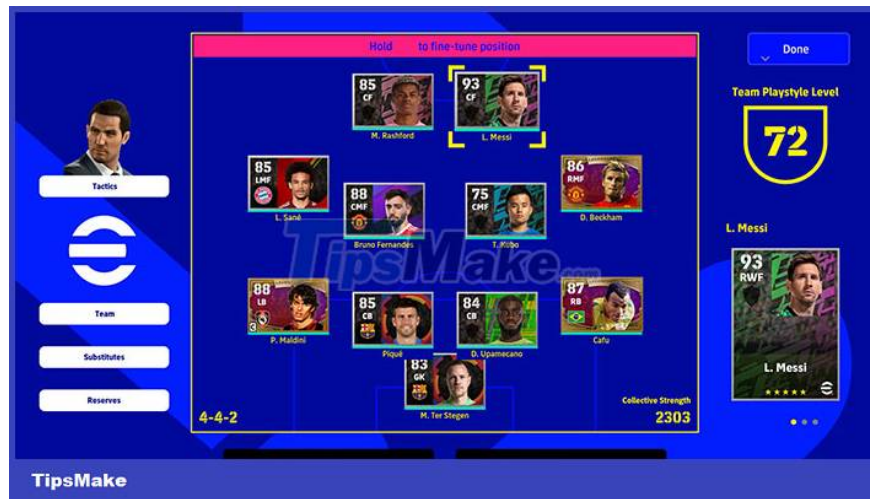 Hold to fine-tune position
Done
Team Playstyle Level
72
85
CF
M. Rashford
93
CF
L. Messi
Tactics
85
LMF
L. Sané
88
CMF
Bruno Fernandes
75
CMF
T. Kubo
86
RMF
D. Beckham
L. Messi
93
RWF
L. Messi
TipsMake.com
Team
Substitutes
Reserves
88
LB
P. Maldini
85
CB
Piqué
84
CB
D. Upamecano
87
RB
Cafu
83
GK
M. Ter Stegen
4-4-2
Collective Strength
2303
TipsMake